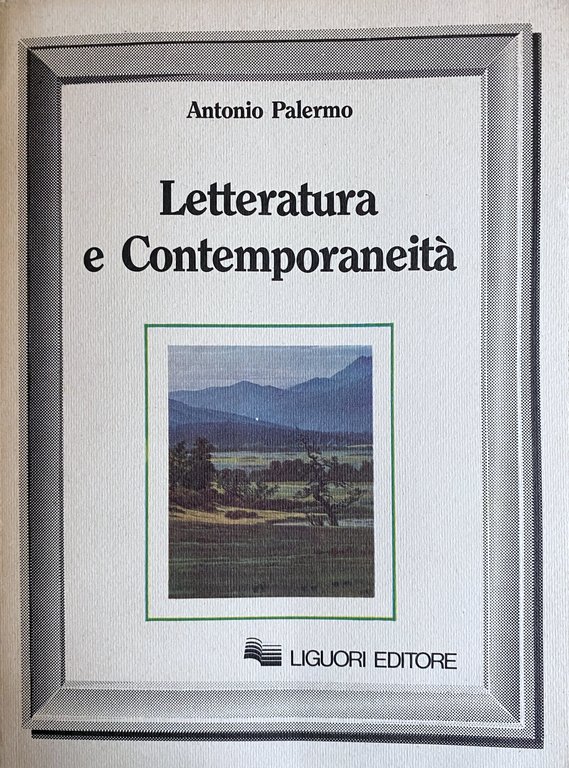 Antonio Palermo
Letteratura
e Contemporaneità
LIGUORI EDITORE